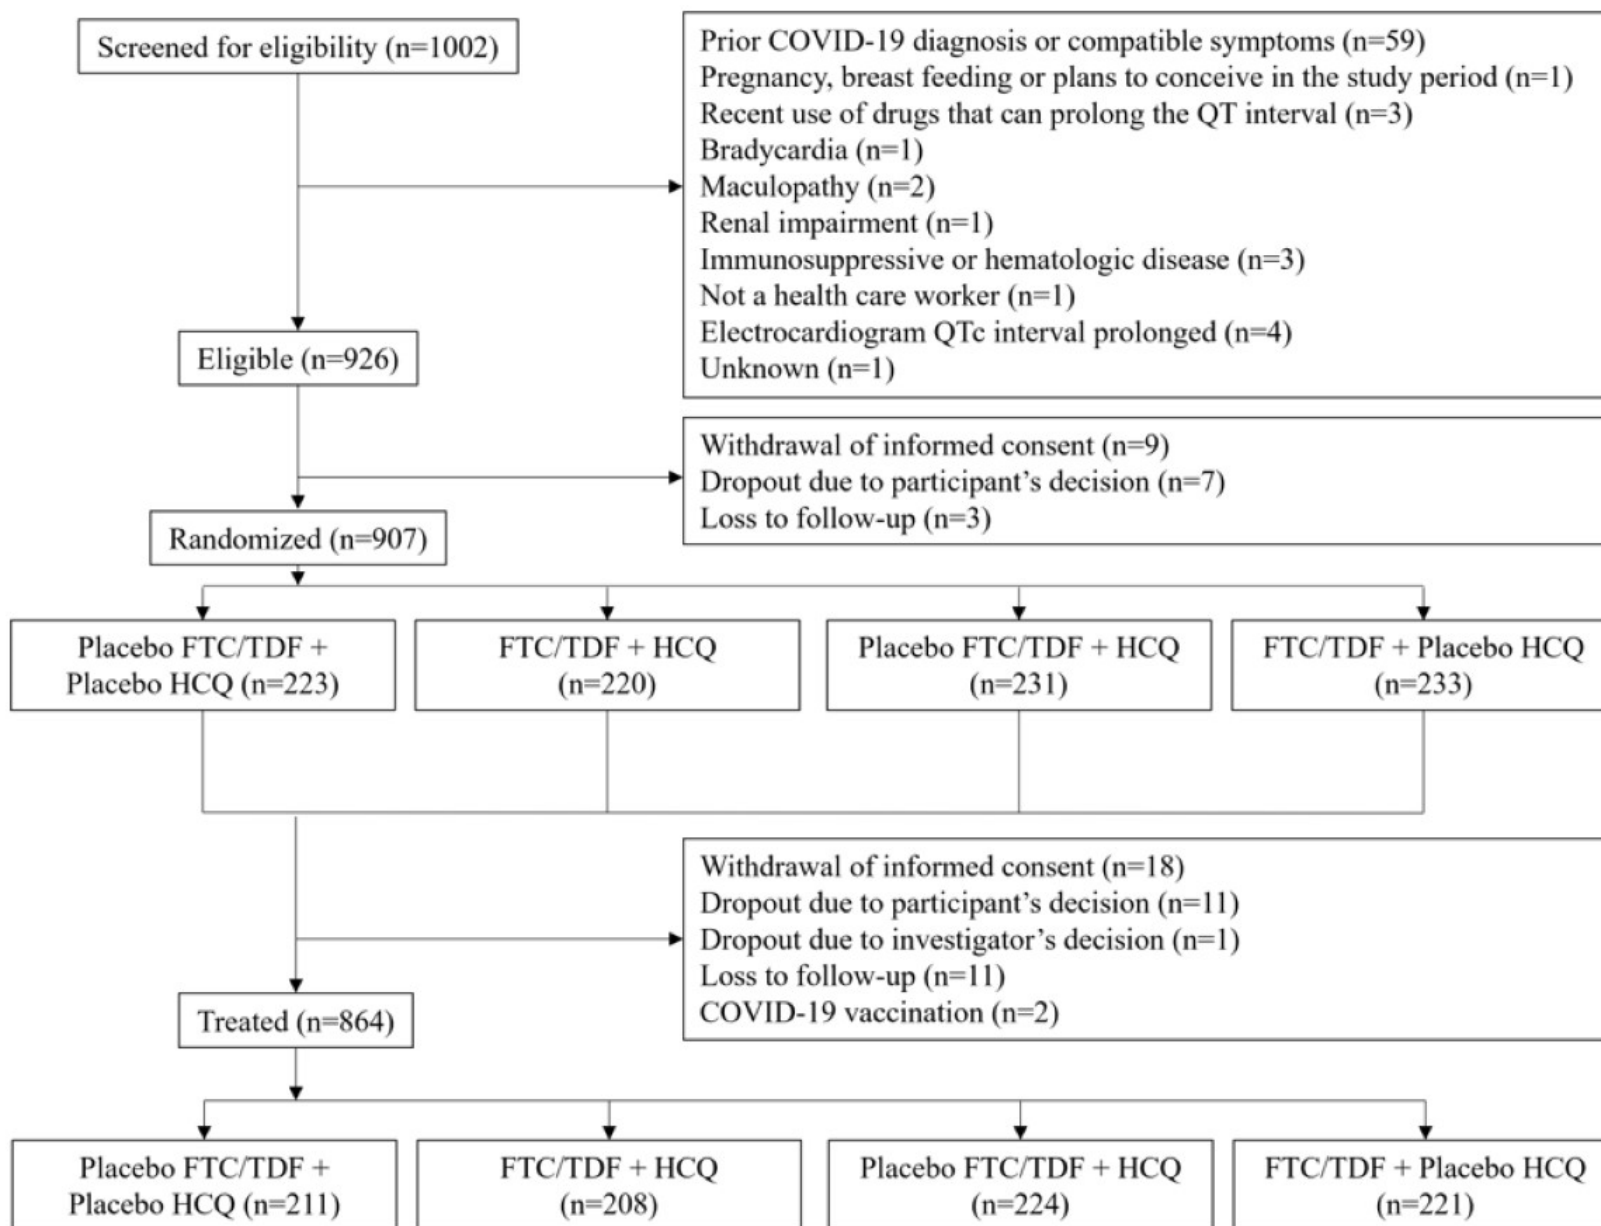 Screened for eligibility (n=1002)
Prior COVID-19 diagnosis or compatible symptoms (n=59)
Pregnancy, breast feeding or plans to conceive in the study period (n=1)
Recent use of drugs that can prolong the QT interval (n=3)
Bradycardia (n=1)
Maculopathy (n=2)
Renal impairment (n=1)
Immunosuppressive or hematologic disease (n=3)
Not a health care worker (n=1)
Electrocardiogram QTc interval prolonged (n=4)
Unknown (n=1)
Eligible (n=926)
Withdrawal of informed consent (n=9)
Dropout due to participant’s decision (n=7)
Loss to follow-up (n=3)
Randomized (n=907)
Placebo FTC/TDF +
Placebo HCQ (n=223)
FTC/TDF + HCQ
(n=220)
Placebo FTC/TDF + HCQ
(n=231)
FTC/TDF + Placebo HCQ
(n=233)
Withdrawal of informed consent (n=18)
Dropout due to participant’s decision (n=11)
Dropout due to investigator’s decision (n=1)
Loss to follow-up (n=11)
COVID-19 vaccination (n=2)
Treated (n=864)
Placebo FTC/TDF +
Placebo HCQ (n=211)
FTC/TDF + HCQ
(n=208)
Placebo FTC/TDF + HCQ
(n=224)
FTC/TDF + Placebo HCQ
(n=221)